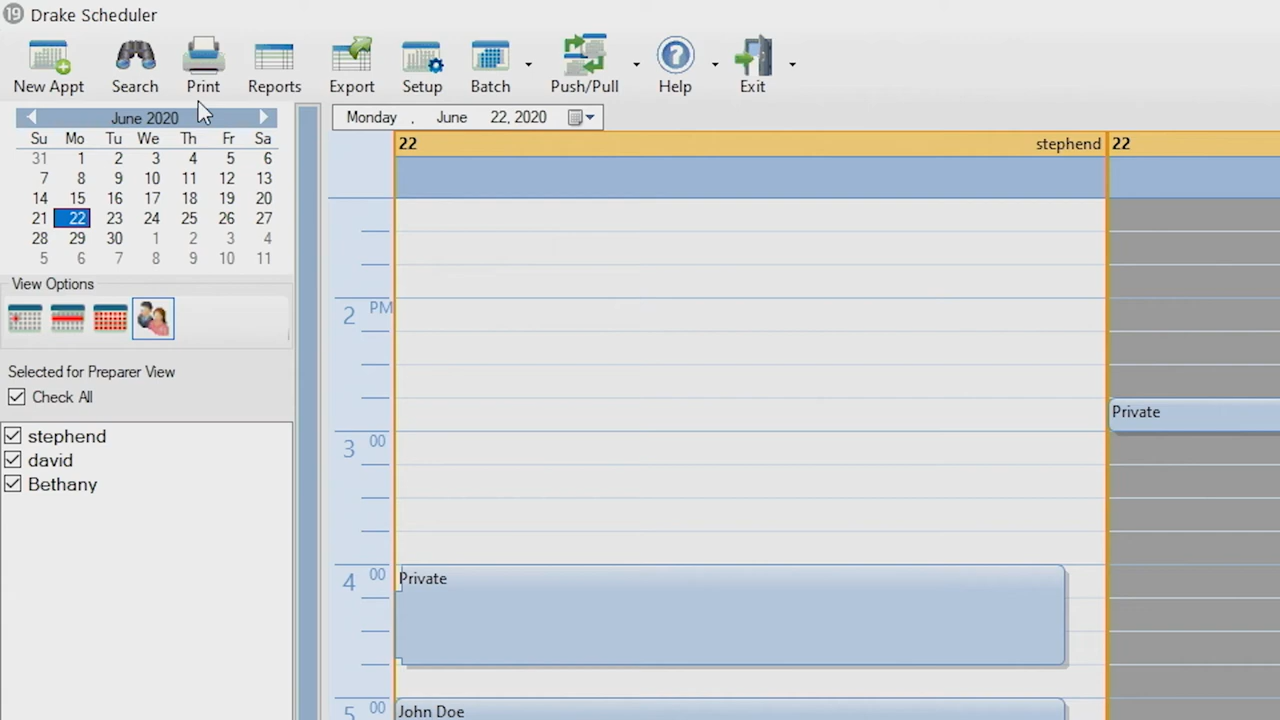 19 Drake Scheduler
New Appt Search Print Reports Export Setup Batch Push/Pull Help Exit
June 2020
Su Mo Tu We Th Fr Sa
31 1 2 3 4 5 6
7 8 9 10 11 12 13
14 15 16 17 18 19 20
21 22 23 24 25 26 27
28 29 30 1 2 3 4
5 6 7 8 9 10 11
View Options
Selected for Preparer View
Check All
stephend
david
Bethany
Monday , June 22, 2020
22 stephend 22
2 PM
Private
3 00
4 00 Private
5 00 John Doe